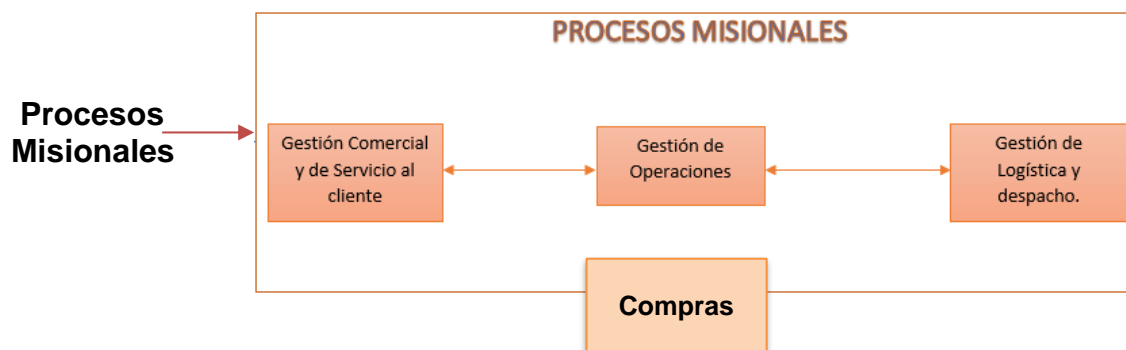 PROCESOS MISIONALES
Procesos
Misionales
Gestión Comercial
y de Servicio al
cliente
Gestión de
Operaciones
Gestión de
Logística y
despacho.
Compras